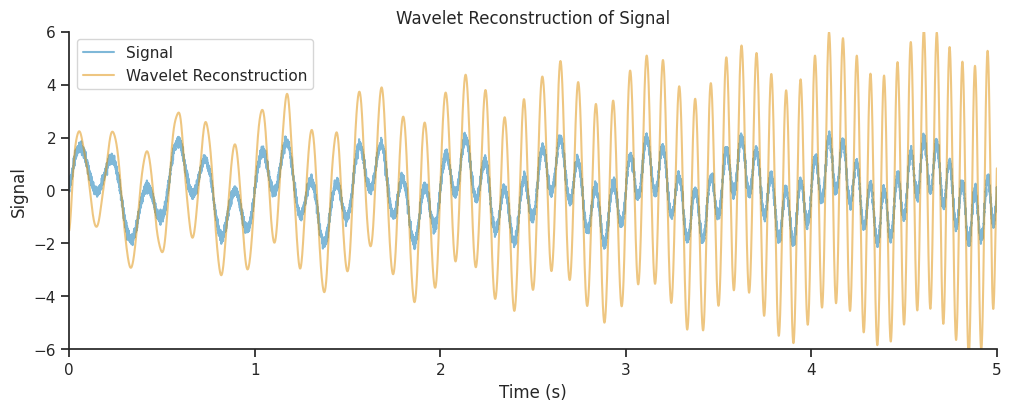 Wavelet Reconstruction of Signal
Signal
Wavelet Reconstruction
6
4
2
0
−2
−4
−6
Signal
0 1 2 3 4 5
Time (s)